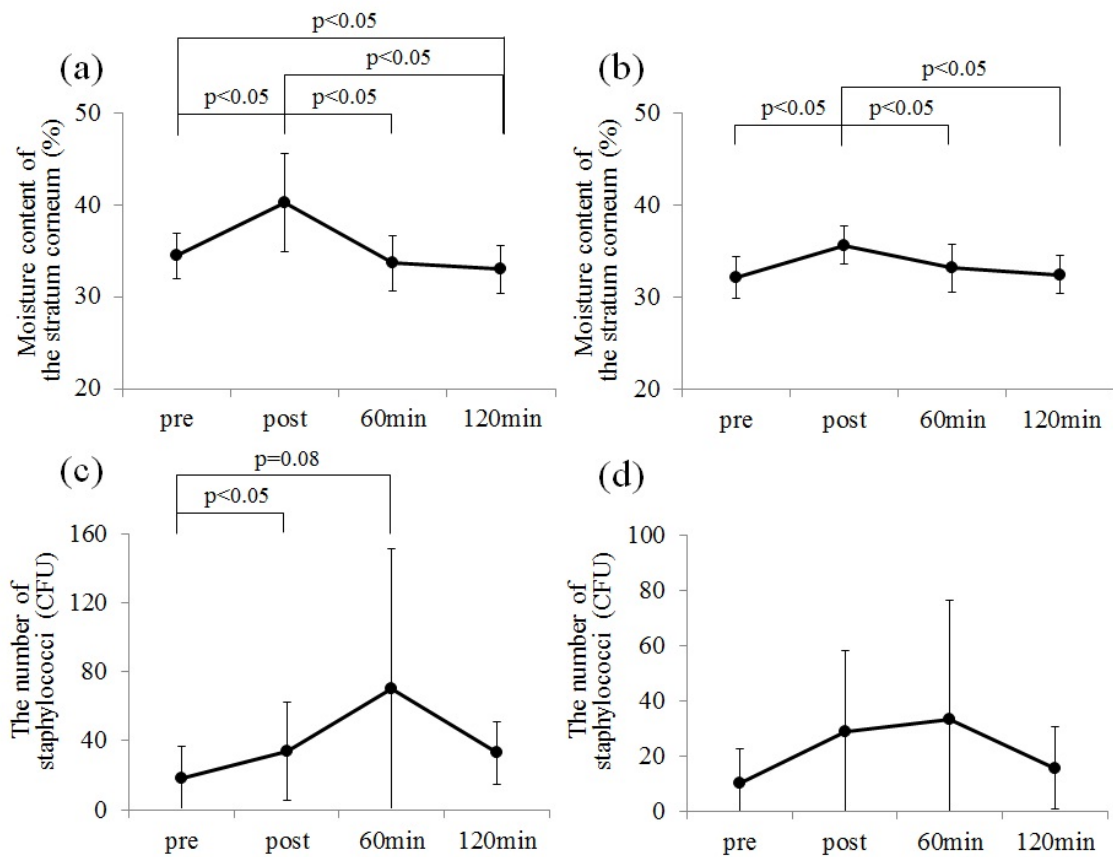 p<0.05
(a)
p<0.05
p<0.05
p<0.05
Moisture content of
the stratum corneum (%)
50
40
30
20
pre
post
60min
120min
(b)
p<0.05
p<0.05
p<0.05
Moisture content of
the stratum corneum (%)
50
40
30
20
pre
post
60min
120min
(c)
p=0.08
p<0.05
The number of
staphylococci (CFU)
160
120
80
40
0
pre
post
60min
120min
(d)
The number of
staphylococci (CFU)
100
80
60
40
20
0
pre
post
60min
120min